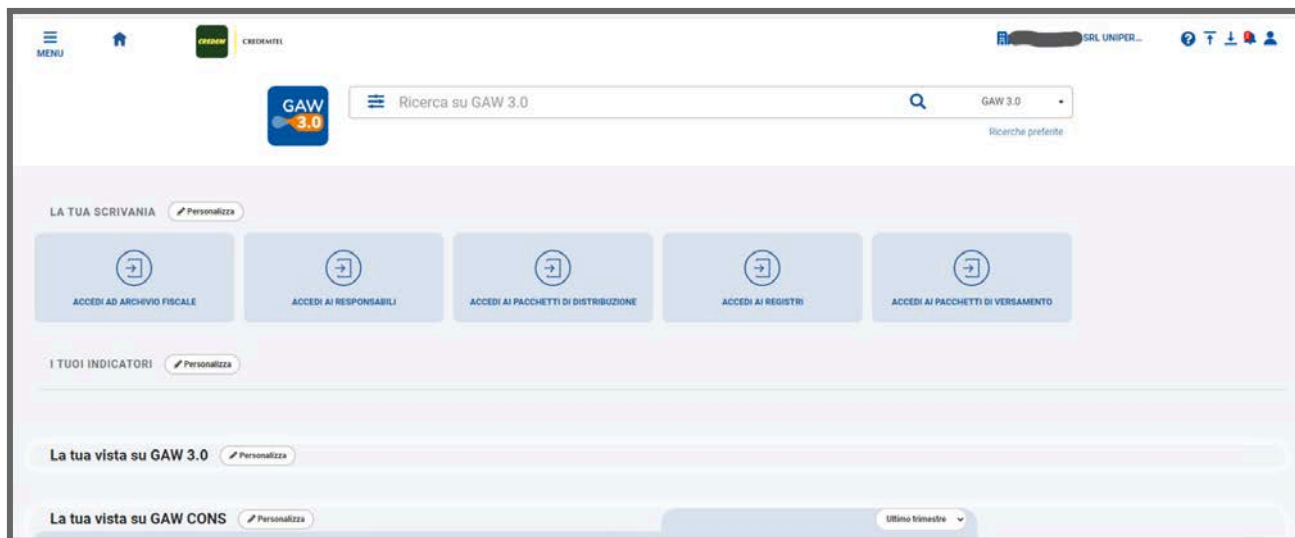 MENU
CREDEM
CREDEMTEL
SRL UNIPER...
GAW
3.0
Ricerca su GAW 3.0
GAW 3.0
Ricerche preferite
LA TUA SCRIVANIA
Personalizza
ACCEDI AD ARCHIVIO FISCALE
ACCEDI AI RESPONSABILI
ACCEDI AI PACCHETTI DI DISTRIBUZIONE
ACCEDI AI REGISTRI
ACCEDI AI PACCHETTI DI VERSAMENTO
I TUOI INDICATORI
Personalizza
La tua vista su GAW 3.0
Personalizza
La tua vista su GAW CONS
Personalizza
Ultimo trimestre